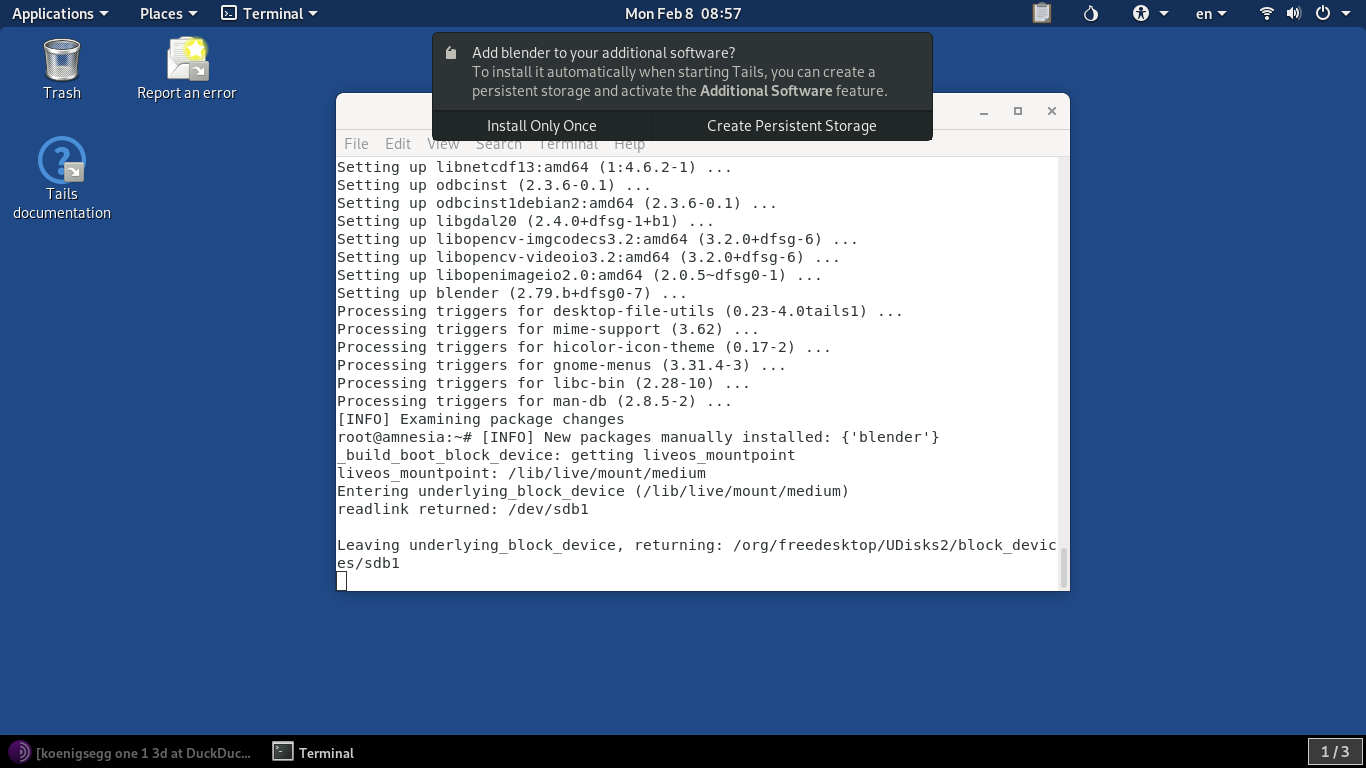 Applications Places Terminal Mon Feb 8 08:57 en
Trash
Report an error
Tails
documentation
Add blender to your additional software?
To install it automatically when starting Tails, you can create a
persistent storage and activate the Additional Software feature.
Install Only Once Create Persistent Storage
File Edit View Search Terminal Help
Setting up libnetcdf13:amd64 (1:4.6.2-1) ...
Setting up odbcinst (2.3.6-0.1) ...
Setting up odbcinst1debian2:amd64 (2.3.6-0.1) ...
Setting up libgdal20 (2.4.0+dfsg-1+b1) ...
Setting up libopencv-imgcodecs3.2:amd64 (3.2.0+dfsg-6) ...
Setting up libopencv-videoio3.2:amd64 (3.2.0+dfsg-6) ...
Setting up libopenimageio2.0:amd64 (2.0.5~dfsg0-1) ...
Setting up blender (2.79.b+dfsg0-7) ...
Processing triggers for desktop-file-utils (0.23-4.0tails1) ...
Processing triggers for mime-support (3.62) ...
Processing triggers for hicolor-icon-theme (0.17-2) ...
Processing triggers for gnome-menus (3.31.4-3) ...
Processing triggers for libc-bin (2.28-10) ...
Processing triggers for man-db (2.8.5-2) ...
[INFO] Examining package changes
root@amnesia:~# [INFO] New packages manually installed: {'blender'}
_build_boot_block_device: getting liveos_mountpoint
liveos_mountpoint: /lib/live/mount/medium
Entering underlying_block_device (/lib/live/mount/medium)
readlink returned: /dev/sdb1
Leaving underlying_block_device, returning: /org/freedesktop/UDisks2/block_devic
es/sdb1
[koenigsegg one 1 3d at DuckDuc... Terminal 1 / 3